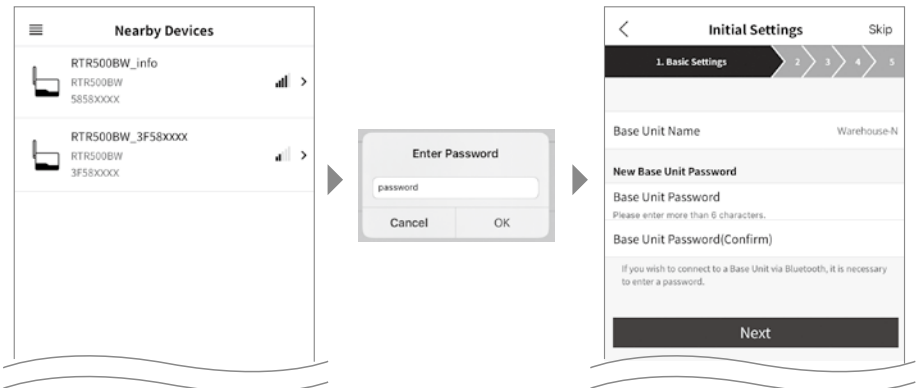 Nearby Devices
RTR500BW_info
RTR500BW
5858XXXX
RTR500BW_3F58XXXX
RTR500BW
3F58XXXX
Enter Password
password
Cancel OK
Initial Settings Skip
1. Basic Settings 2 3 4 5
Base Unit Name Warehouse-N
New Base Unit Password
Base Unit Password
Please enter more than 6 characters.
Base Unit Password(Confirm)
If you wish to connect to a Base Unit via Bluetooth, it is necessary
to enter a password.
Next